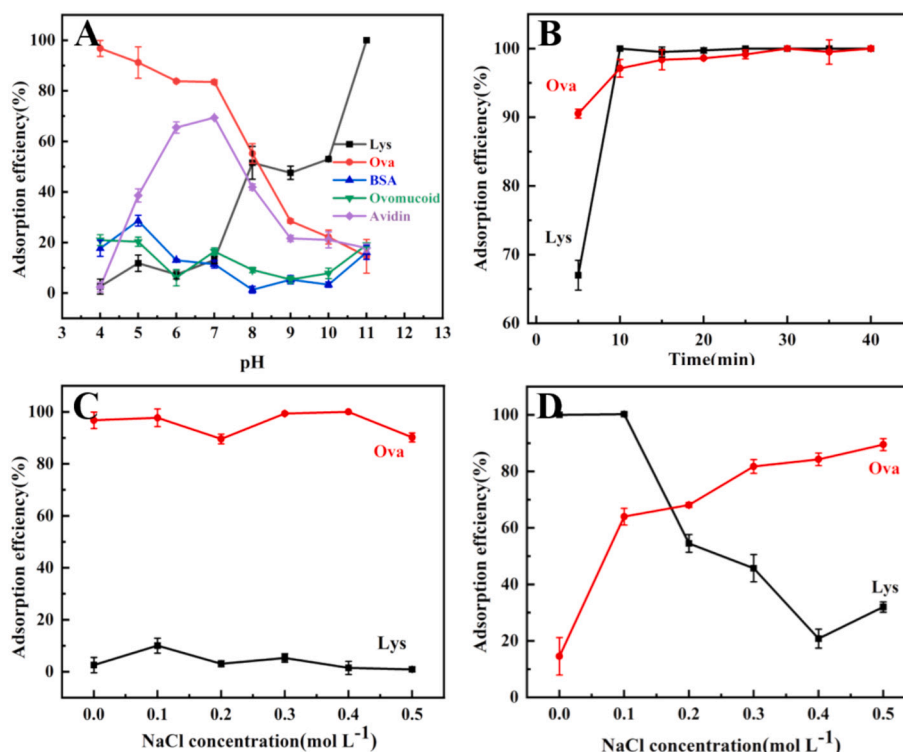 A
Adsorption effciency(%)
100
80
60
40
20
0
Lys
Ova
BSA
Ovomucoid
Avidin
3 4 5 6 7 8 9 10 11 12 13
pH
B
Adsorption efficiency(%)
100
90
80
70
60
Ova
Lys
0 10 20 30 40
Time(min)
C
Adsorption effciency(%)
100
80
60
40
20
0
Ova
Lys
0.0 0.1 0.2 0.3 0.4 0.5
NaCl concentration(mol L-1)
D
Adsorption effciency(%)
100
80
60
40
20
0
Ova
Lys
0.0 0.1 0.2 0.3 0.4 0.5
NaCl concentration(mol L-1)